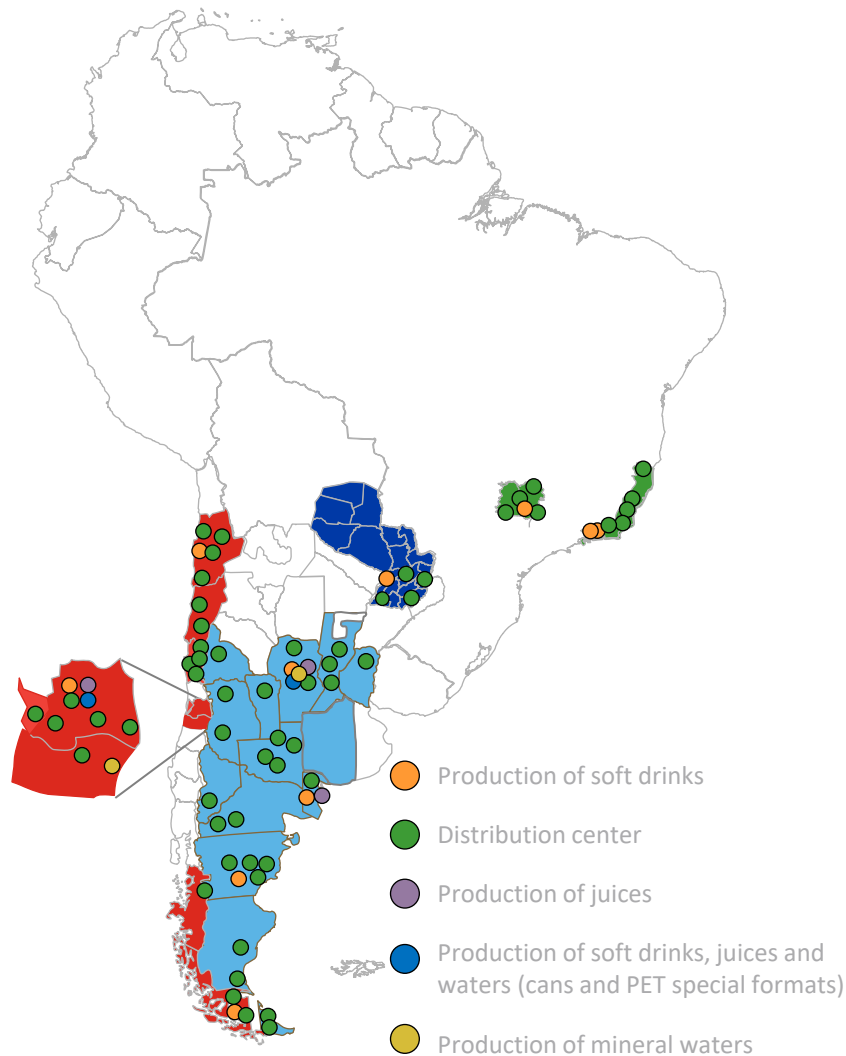 Production of soft drinks
Distribution center
Production of juices
Production of soft drinks, juices and
waters (cans and PET special formats)
Production of mineral waters